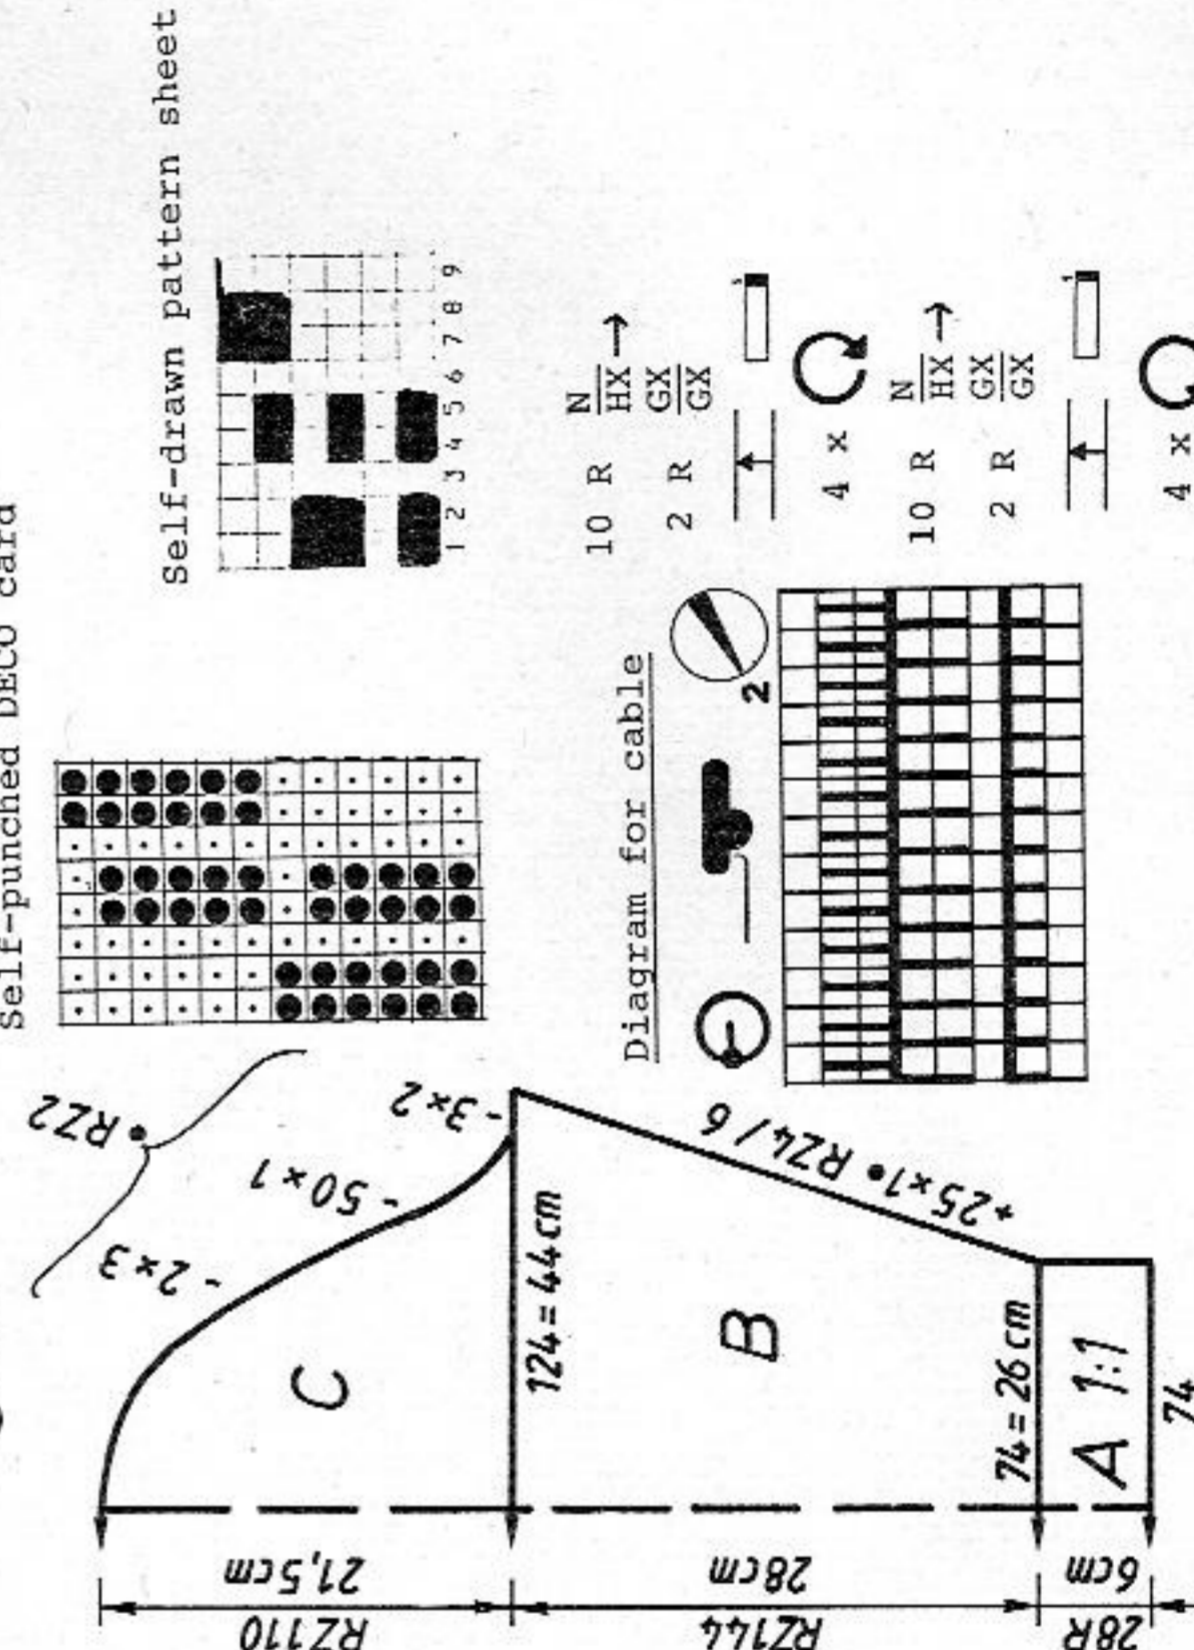 Self-punched DECO card
Self-drawn pattern sheet
1 2 3 4 5 6 7 8 9
RZ2
- 2×3
- 50×1
- 3×2
C
124 = 44 cm
+25×1 • RZ4/6
B
74 = 26 cm
A 1:1
74
21,5cm
RZ110
28cm
RZ144
6cm
28R
Diagram for cable
2
10 R N/HX →
2 R GX/GX
5
4 x
10 R N/HX →
2 R GX/GX
4 x